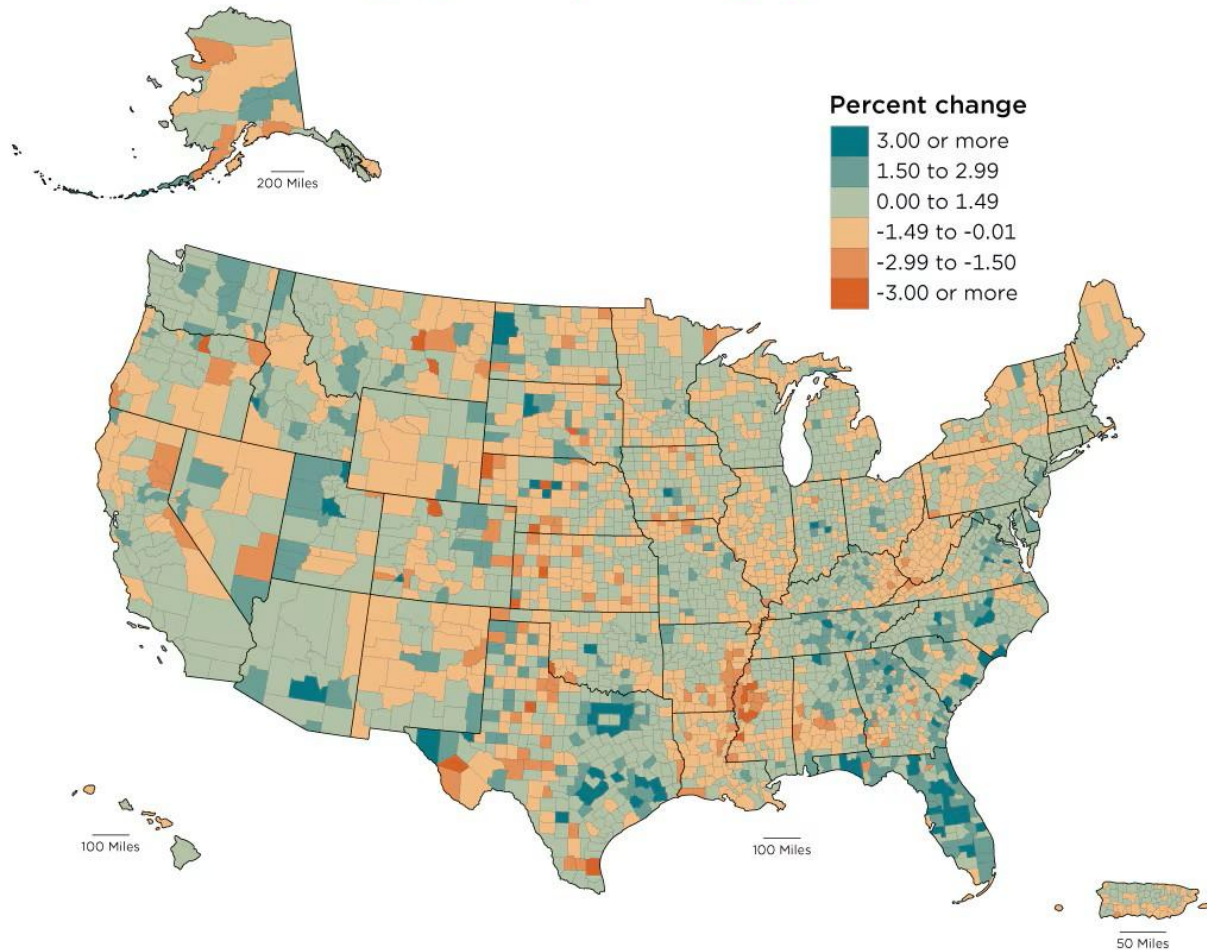 200 Miles
Percent change
3.00 or more
1.50 to 2.99
0.00 to 1.49
-1.49 to -0.01
-2.99 to -1.50
-3.00 or more
100 Miles
100 Miles
50 Miles